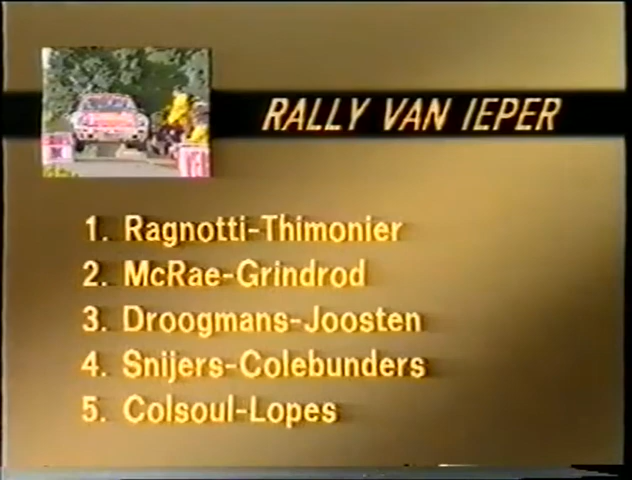 RALLY VAN IEPER
1. Ragnotti-Thimonier
2. McRae-Grindrod
3. Droogmans-Joosten
4. Snijers-Colebunders
5. Colsoul-Lopes